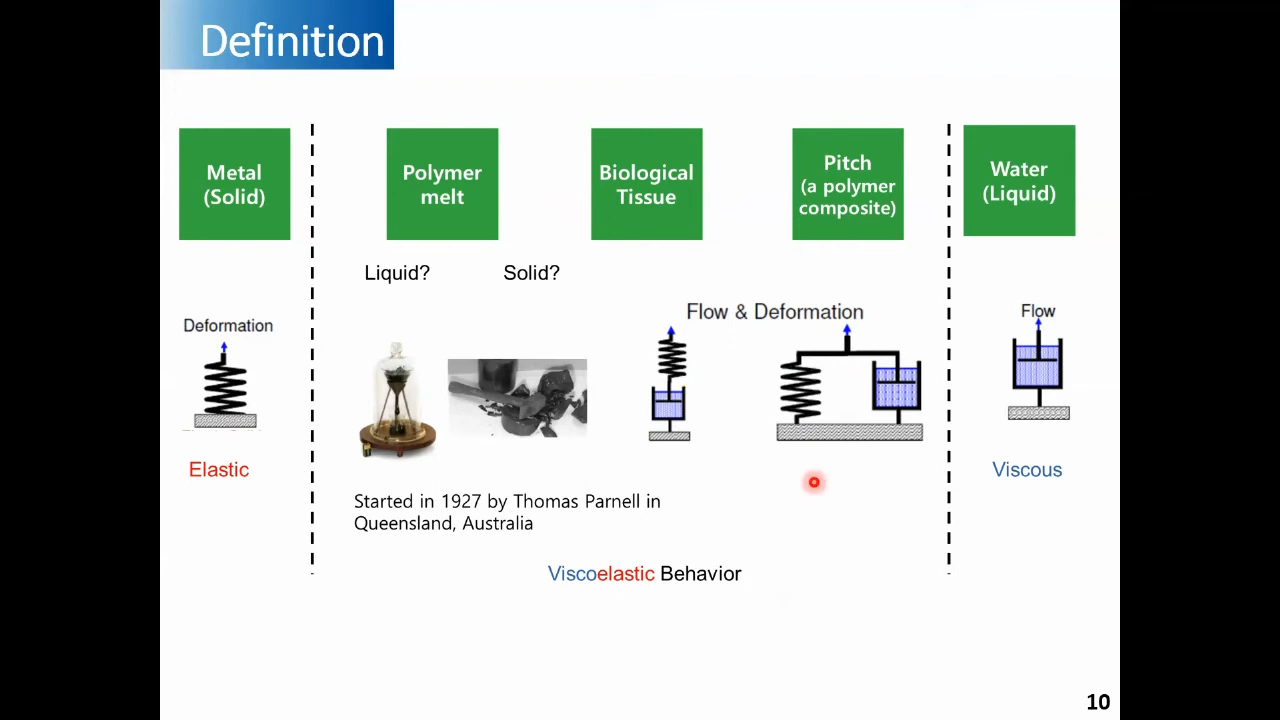 Definition
Metal
(Solid)
Polymer
melt
Biological
Tissue
Pitch
(a polymer
composite)
Water
(Liquid)
Liquid?
Solid?
Deformation
Flow & Deformation
Flow
Elastic
Viscous
Started in 1927 by Thomas Parnell in
Queensland, Australia
Viscoelastic Behavior
10